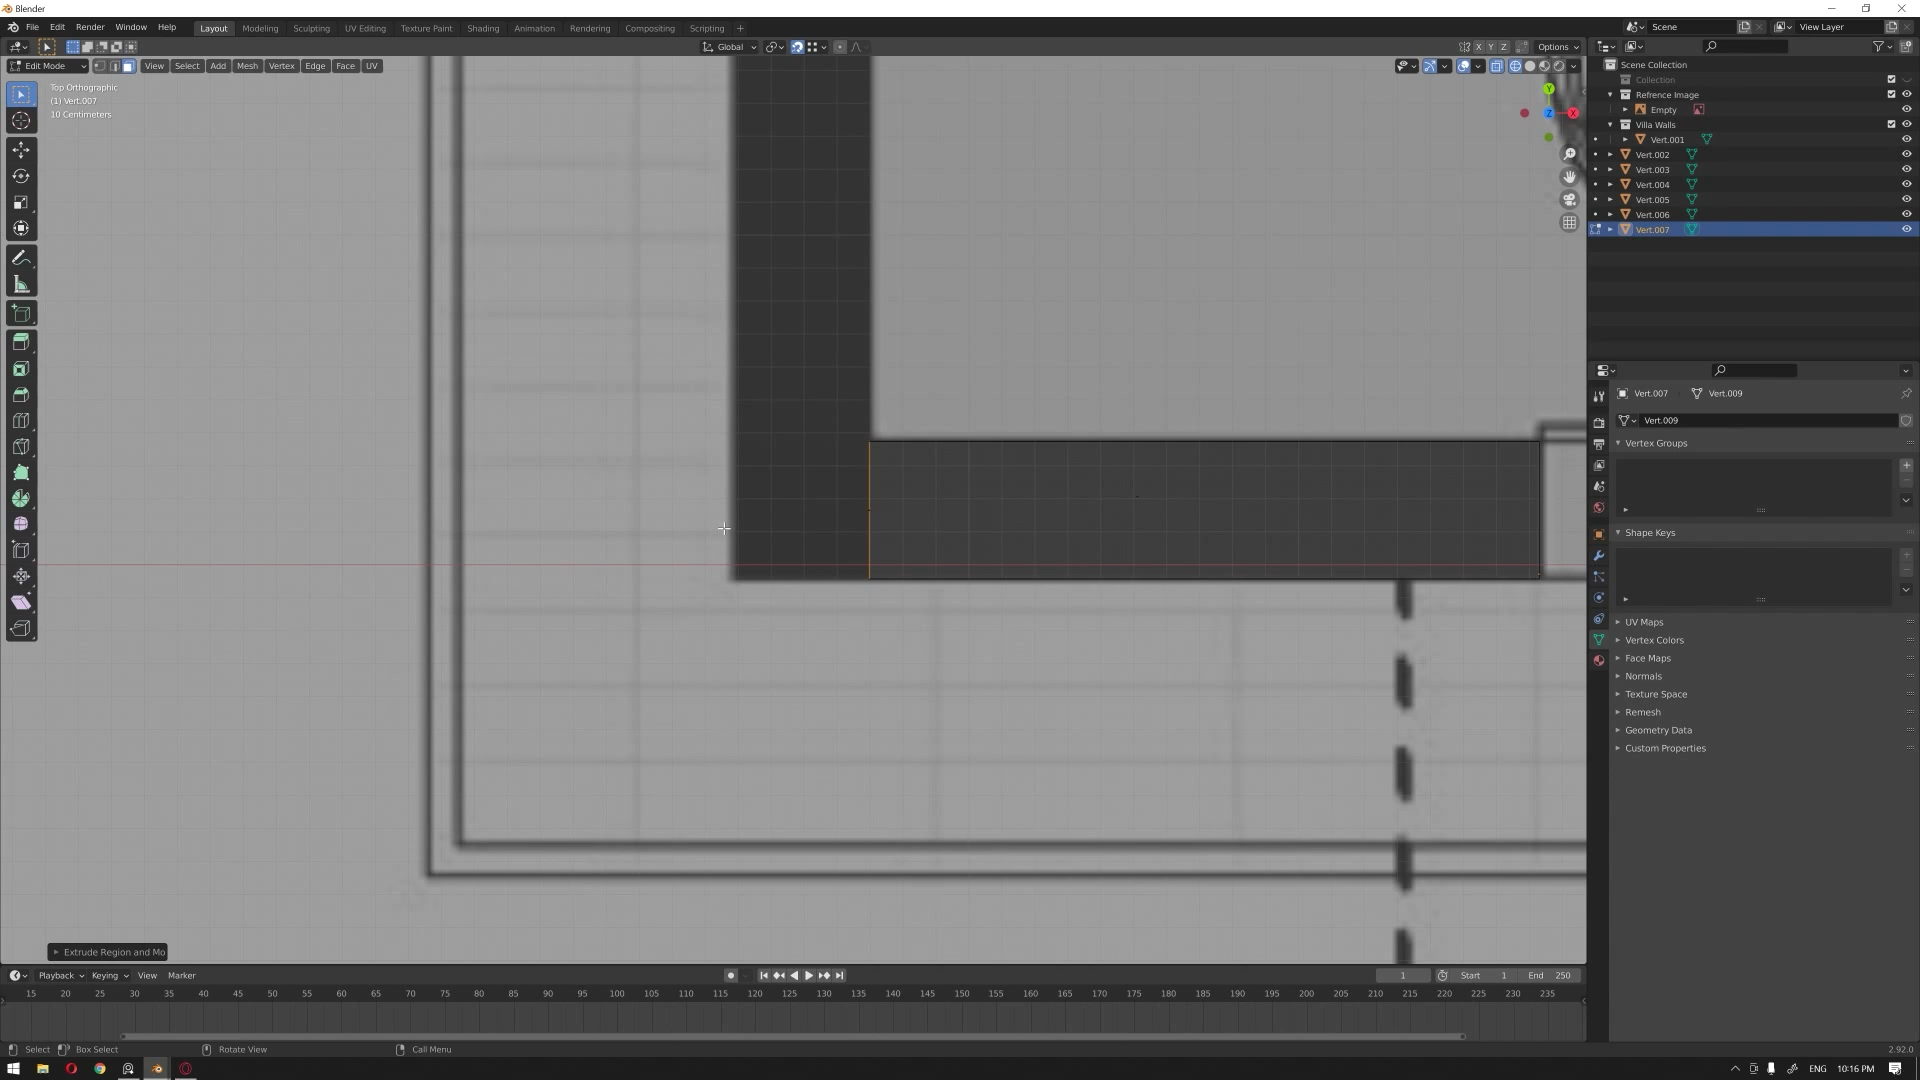 Blender
File Edit Render Window Help Layout Modeling Sculpting UV Editing Texture Paint Shading Animation Rendering Compositing Scripting + Scene View Layer
Global X Y Z Options
Edit Mode View Select Add Mesh Vertex Edge Face UV
Top Orthographic
(1) Vert.007
10 Centimeters
Y
Z
X
Scene Collection
Collection
Refrence Image
Empty
Villa Walls
Vert.001
Vert.002
Vert.003
Vert.004
Vert.005
Vert.006
Vert.007
Vert.007 Vert.009
Vert.009
Vertex Groups
Shape Keys
UV Maps
Vertex Colors
Face Maps
Normals
Texture Space
Remesh
Geometry Data
Custom Properties
Extrude Region and Mo
Playback Keying View Marker 1 Start 1 End 250
15 20 25 30 35 40 45 50 55 60 65 70 75 80 85 90 95 100 105 110 115 120 125 130 135 140 145 150 155 160 165 170 175 180 185 190 195 200 205 210 215 220 225 230 235
Select Box Select Rotate View Call Menu 2.92.0
ENG 10:16 PM